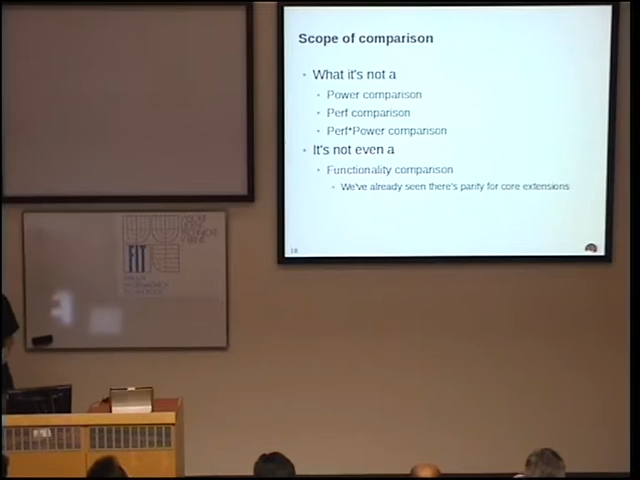 Scope of comparison
What it's not a
Power comparison
Perf comparison
Perf*Power comparison
It's not even a
Functionality comparison
We've already seen there's parity for core extensions
18
FIT